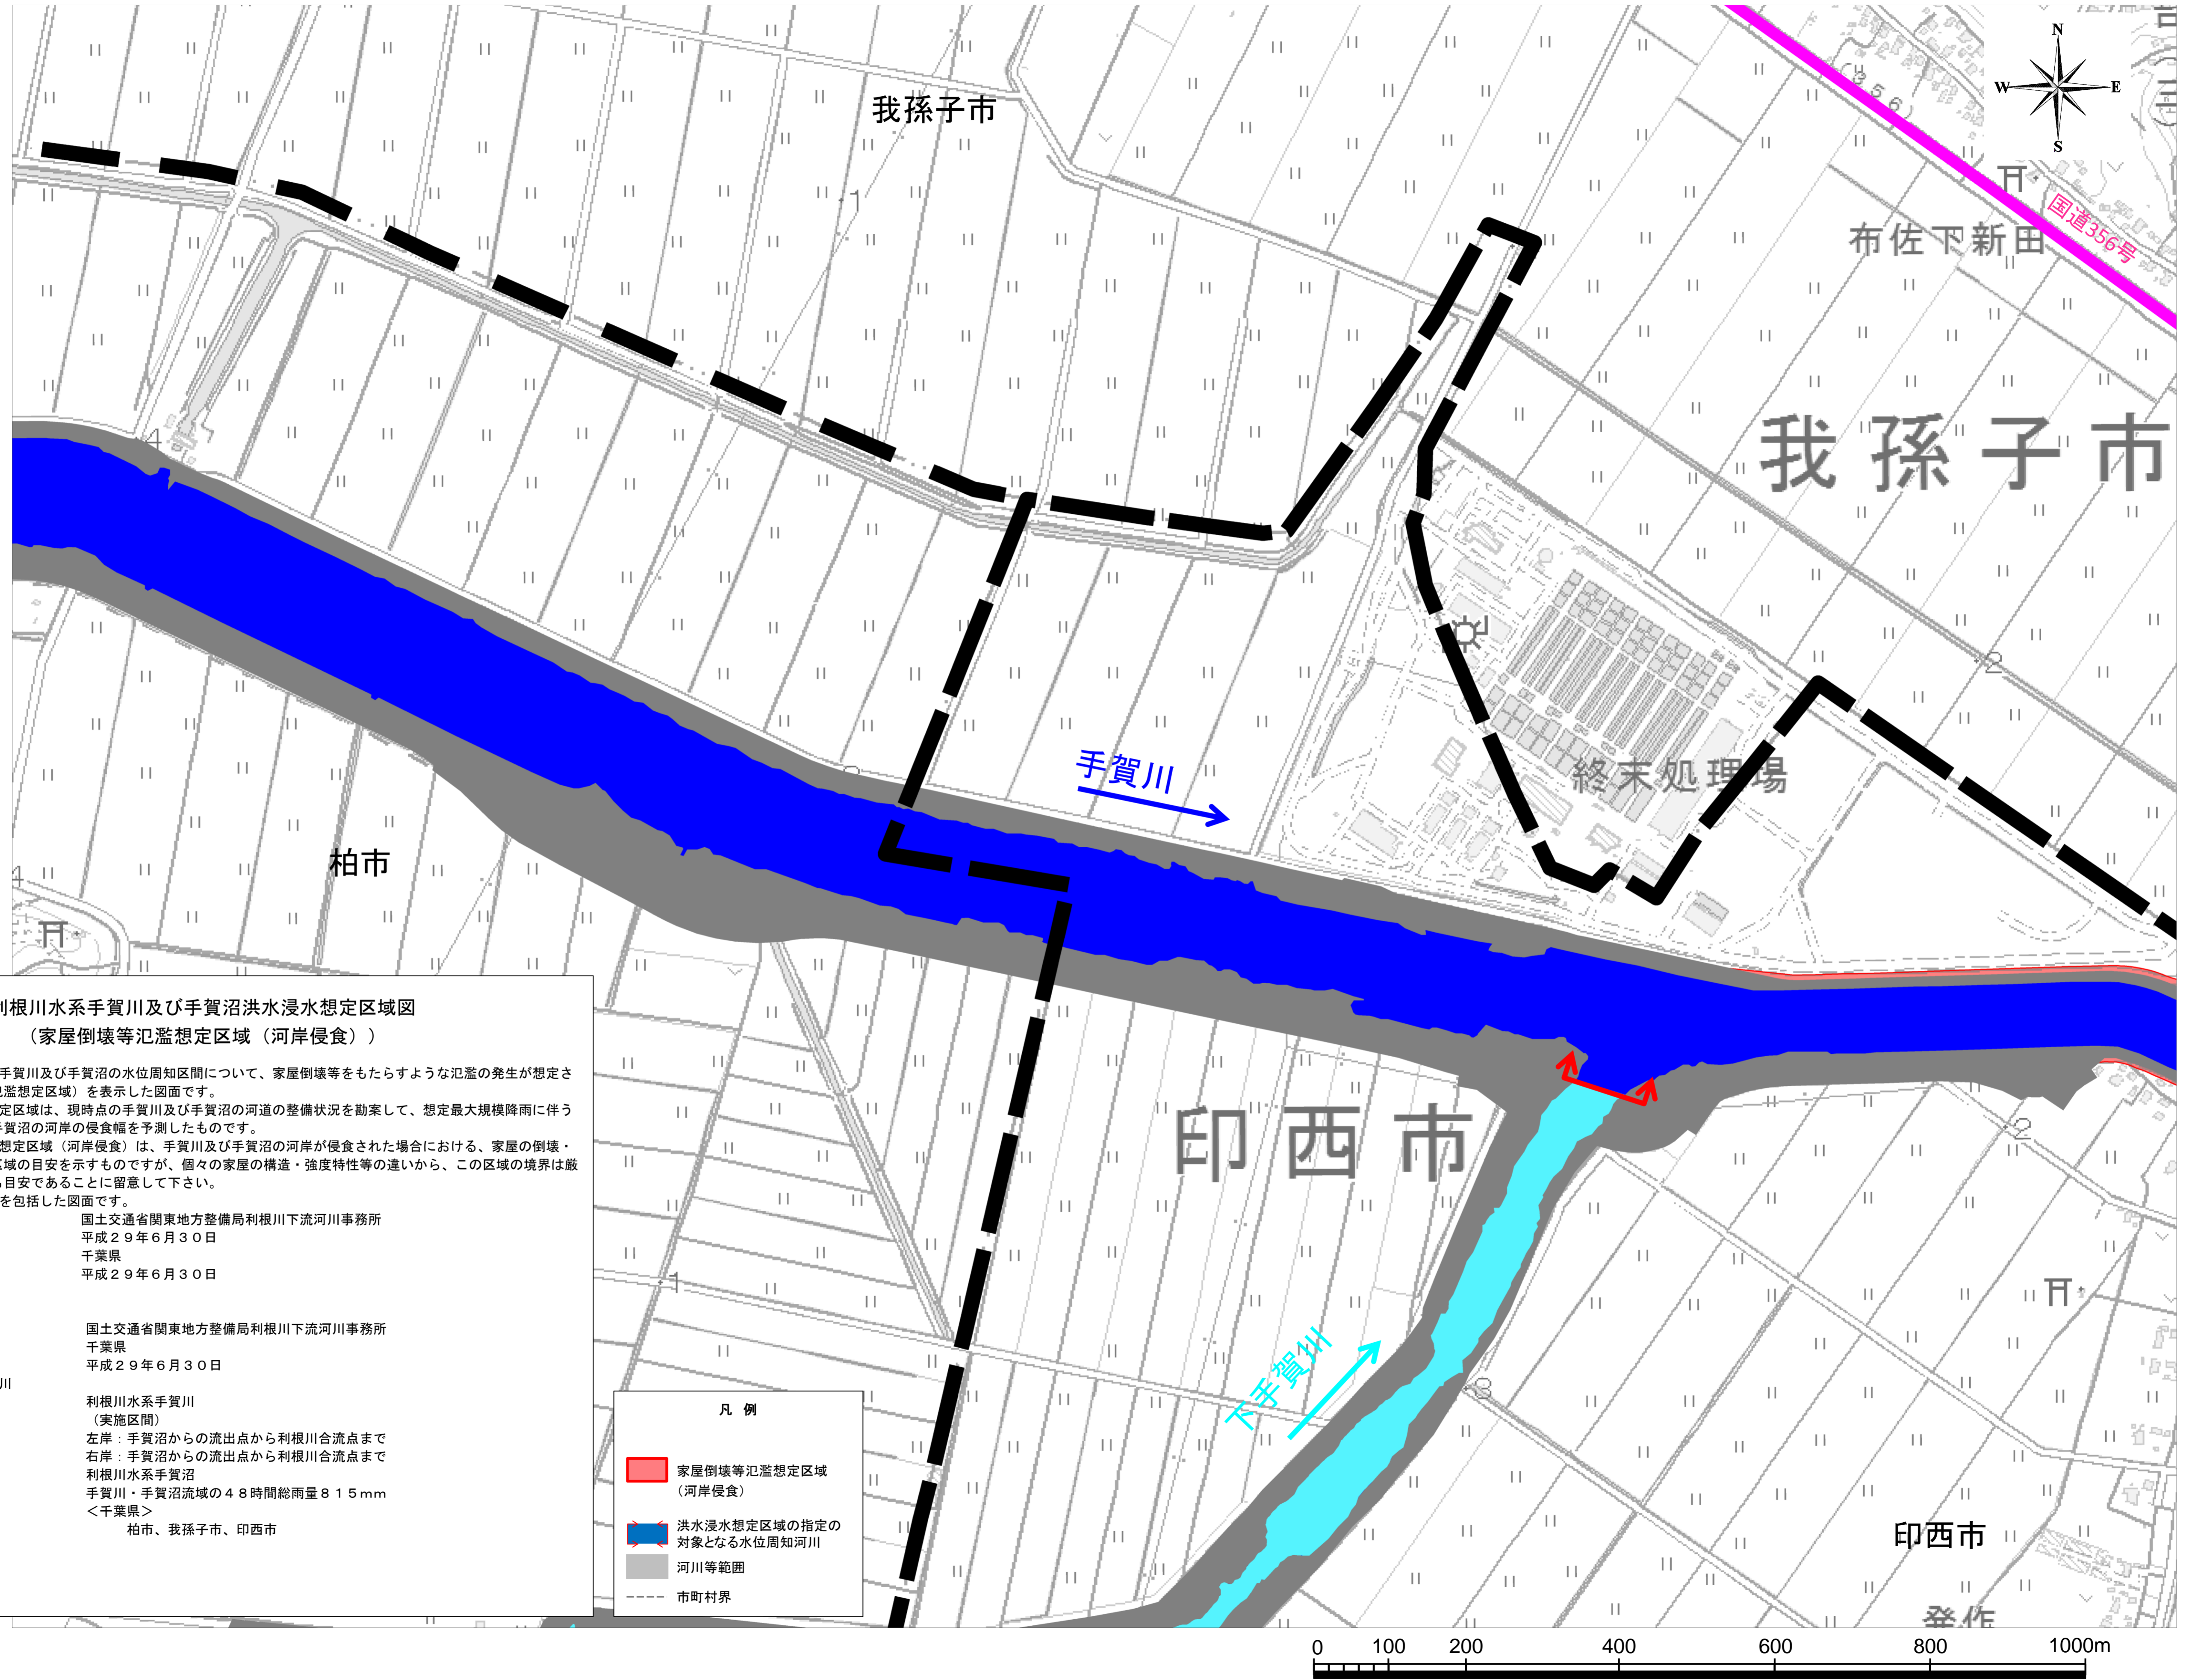 N
W
E
S
我孫子市
(356)
国道356号
布佐下新田
我孫子市
1
4
2
終末処理場
手賀川
柏市
4
2
印西市
1
3
下手賀川
印西市
発作
利根川水系手賀川及び手賀沼洪水浸水想定区域図
（家屋倒壊等氾濫想定区域（河岸侵食））
手賀川及び手賀沼の水位周知区間について、家屋倒壊等をもたらすような氾濫の発生が想定さ
氾濫想定区域）を表示した図面です。
定区域は、現時点の手賀川及び手賀沼の河道の整備状況を勘案して、想定最大規模降雨に伴う
手賀沼の河岸の侵食幅を予測したものです。
想定区域（河岸侵食）は、手賀川及び手賀沼の河岸が侵食された場合における、家屋の倒壊・
区域の目安を示すものですが、個々の家屋の構造・強度特性等の違いから、この区域の境界は厳
目安であることに留意して下さい。
を包括した図面です。
国土交通省関東地方整備局利根川下流河川事務所
平成２９年６月３０日
千葉県
平成２９年６月３０日
国土交通省関東地方整備局利根川下流河川事務所
千葉県
平成２９年６月３０日
川
利根川水系手賀川
（実施区間）
左岸：手賀沼からの流出点から利根川合流点まで
右岸：手賀沼からの流出点から利根川合流点まで
利根川水系手賀沼
手賀川・手賀沼流域の４８時間総雨量８１５ｍｍ
＜千葉県＞
柏市、我孫子市、印西市
凡 例
家屋倒壊等氾濫想定区域
（河岸侵食）
洪水浸水想定区域の指定の
対象となる水位周知河川
河川等範囲
市町村界
0 100 200 400 600 800 1000m